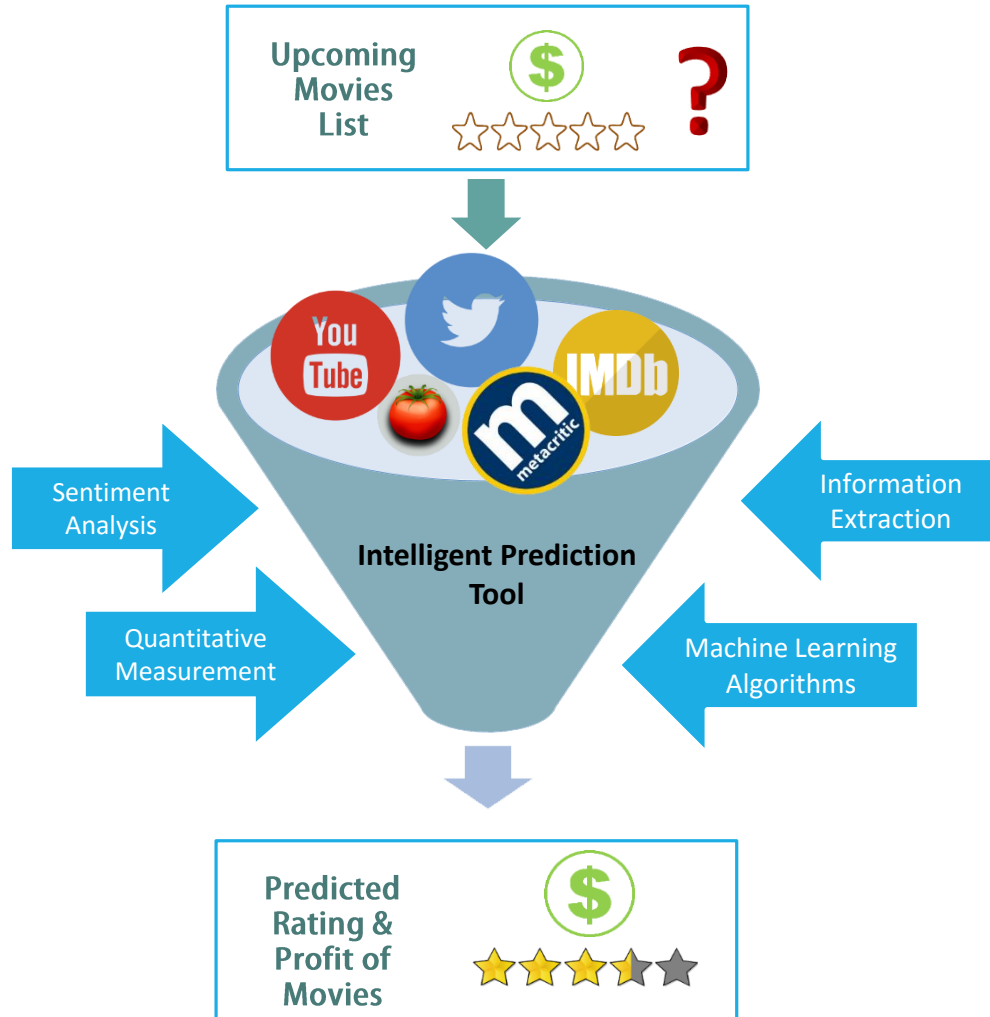 Upcoming
Movies
List
$
?
You
Tube
IMDb
m
metacritic
Sentiment
Analysis
Information
Extraction
Intelligent Prediction
Tool
Quantitative
Measurement
Machine Learning
Algorithms
Predicted
Rating &
Profit of
Movies
$